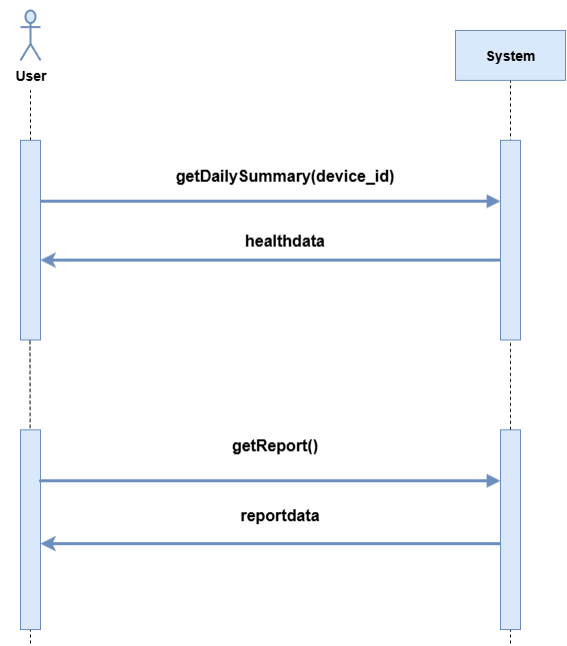 User
System
getDailySummary(device_id)
healthdata
getReport()
reportdata